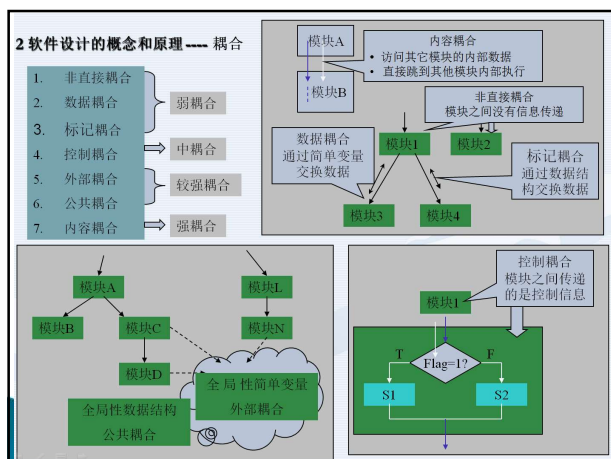 2 软件设计的概念和原理---- 耦合
1. 非直接耦合
2. 数据耦合
3. 标记耦合
4. 控制耦合
5. 外部耦合
6. 公共耦合
7. 内容耦合
弱耦合
中耦合
较强耦合
强耦合
模块A
模块B
内容耦合
• 访问其它模块的内部数据
• 直接跳到其他模块内部执行
非直接耦合
模块之间没有信息传递
数据耦合
通过简单变量
交换数据
模块1
模块2
标记耦合
通过数据结
构交换数据
模块3
模块4
模块A
模块L
模块B
模块C
模块N
模块D
全 局 性简单变量
外部耦合
全局性数据结构
公共耦合
控制耦合
模块之间传递
的是控制信息
模块1
T
F
Flag=1?
S1
S2